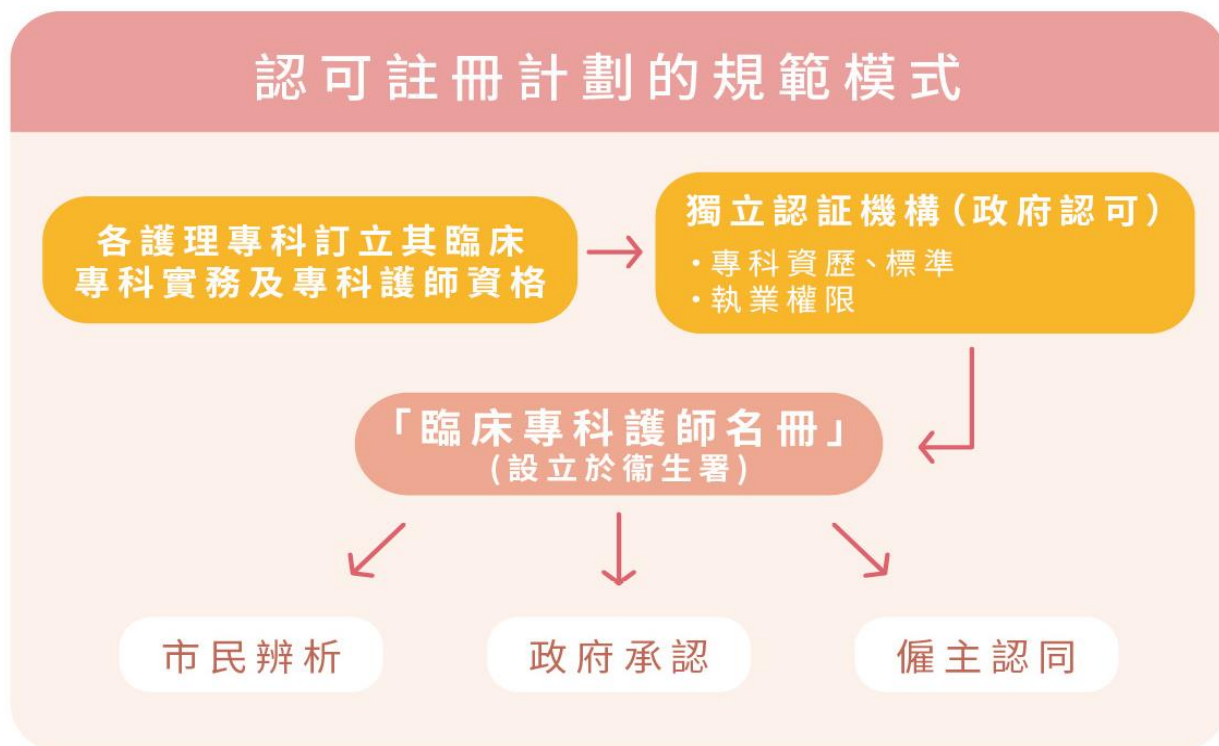 認可註冊計劃的規範模式
各護理專科訂立其臨床
專科實務及專科護師資格
獨立認証機構（政府認可）
・專科資歷、標準
・執業權限
「臨床專科護師名冊」
(設立於衞生署)
市民辨析
政府承認
僱主認同